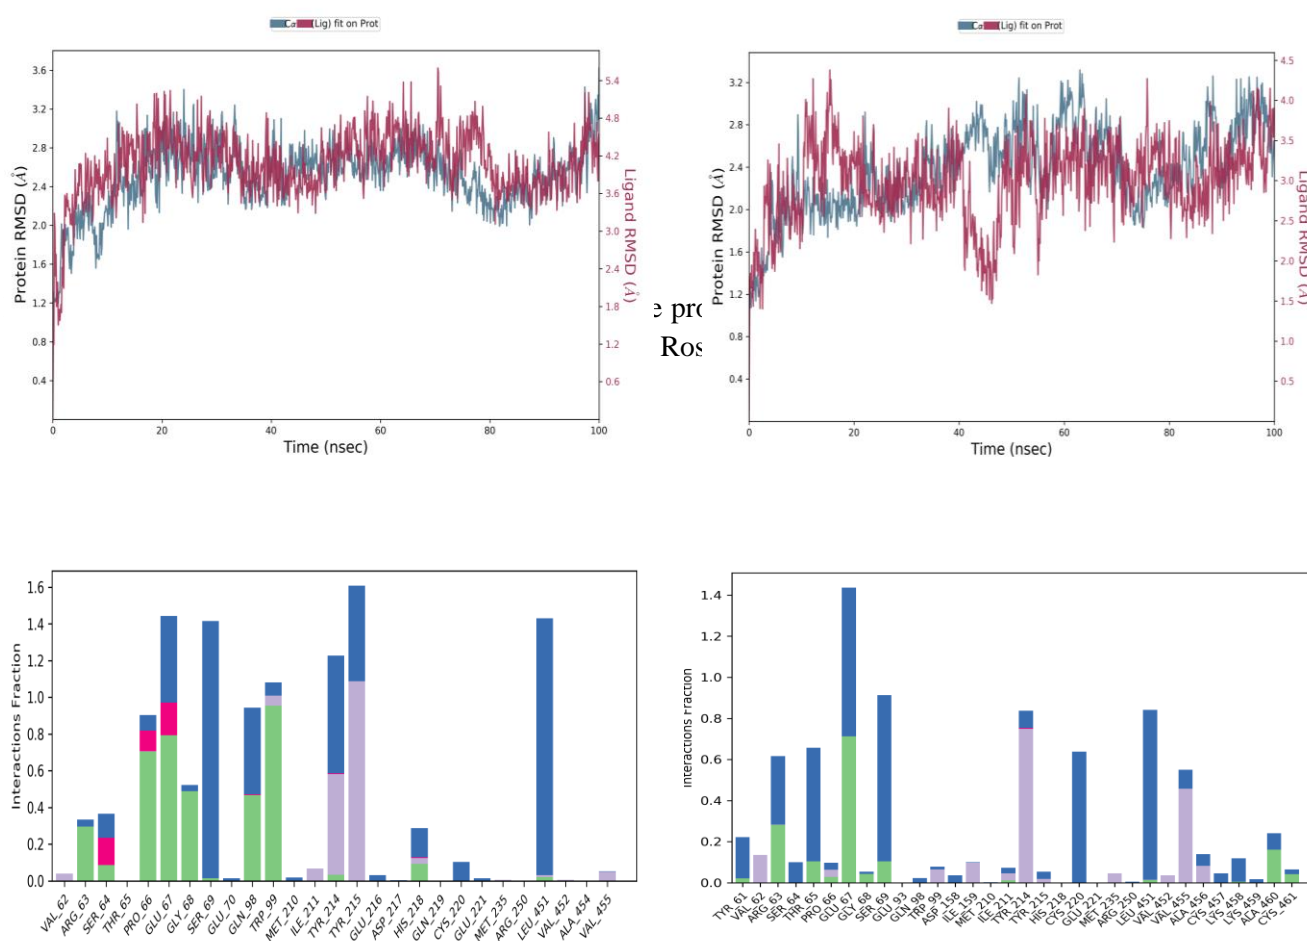 Cα (Lig) fit on Prot
Cα (Lig) fit on Prot
Protein RMSD (Å)
3.6
3.2
2.8
2.4
2.0
1.6
1.2
0.8
0.4
5.4
4.8
4.2
3.6
3.0
2.4
1.8
1.2
0.6
Ligand RMSD (Å)
0 20 40 60 80 100
Time (nsec)
e pro
Ros
Protein RMSD (Å)
3.2
2.8
2.4
2.0
1.6
1.2
0.8
0.4
4.5
4.0
3.5
3.0
2.5
2.0
1.5
1.0
0.5
Ligand RMSD (Å)
0 20 40 60 80 100
Time (nsec)
Interactions Fraction
1.6
1.4
1.2
1.0
0.8
0.6
0.4
0.2
0.0
VAL_62
ARG_63
SER_64
THR_65
PRO_66
GLU_67
GLY_68
SER_69
GLU_70
GLN_98
TRP_99
MET_210
ILE_211
TYR_214
TYR_215
GLU_216
ASP_217
HIS_218
GLN_219
CYS_220
GLU_221
MET_235
ARG_250
LEU_451
VAL_452
ALA_454
VAL_455
Interactions Fraction
1.4
1.2
1.0
0.8
0.6
0.4
0.2
0.0
TYR_61
VAL_62
ARG_63
SER_64
THR_65
PRO_66
GLU_67
GLY_68
SER_69
GLU_93
GLN_98
TRP_99
ASP_158
ILE_159
MET_210
ILE_211
TYR_214
TYR_215
HIS_218
CYS_220
GLU_221
MET_235
ARG_250
LEU_451
VAL_452
VAL_455
ALA_456
CYS_457
LYS_458
LYS_459
ALA_460
CYS_461